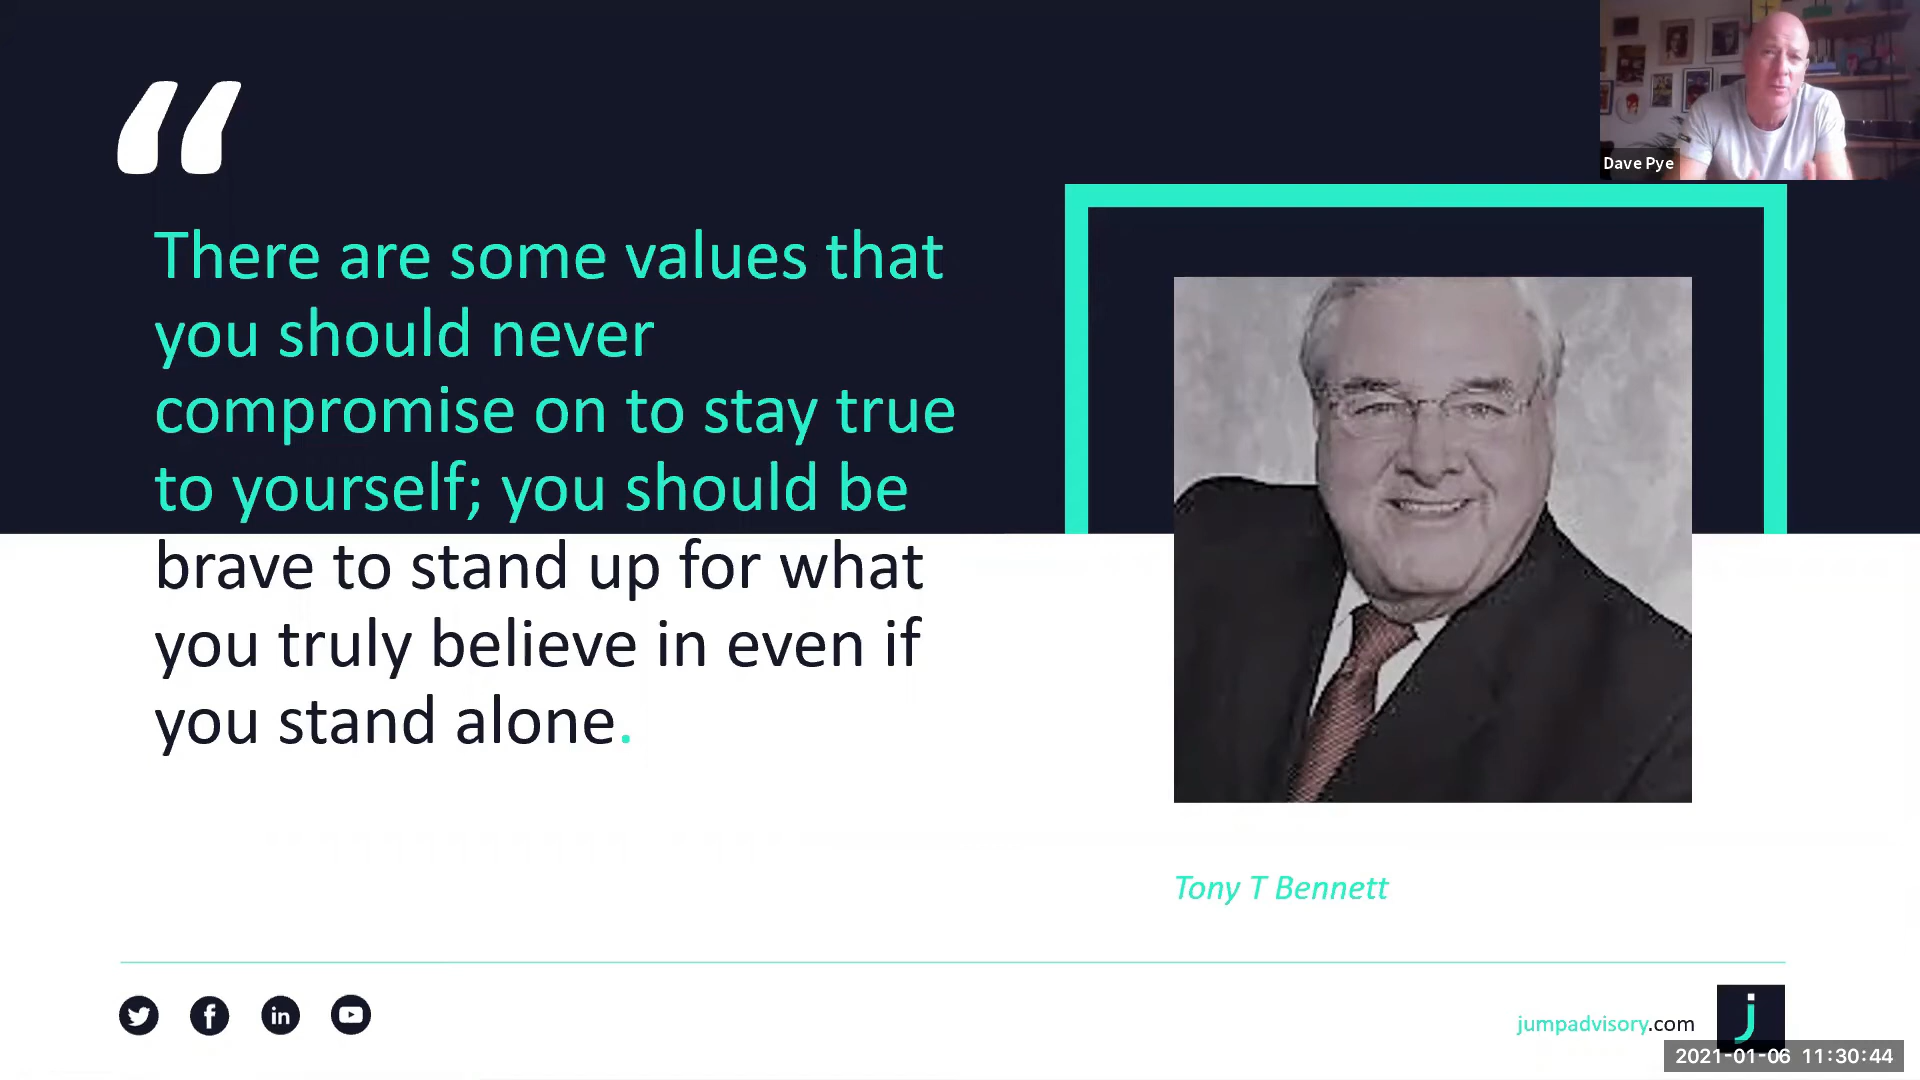 “
There are some values that
you should never
compromise on to stay true
to yourself; you should be
brave to stand up for what
you truly believe in even if
you stand alone.
Dave Pye
Tony T Bennett
jumpadvisory.com
j
2021-01-06 11:30:44